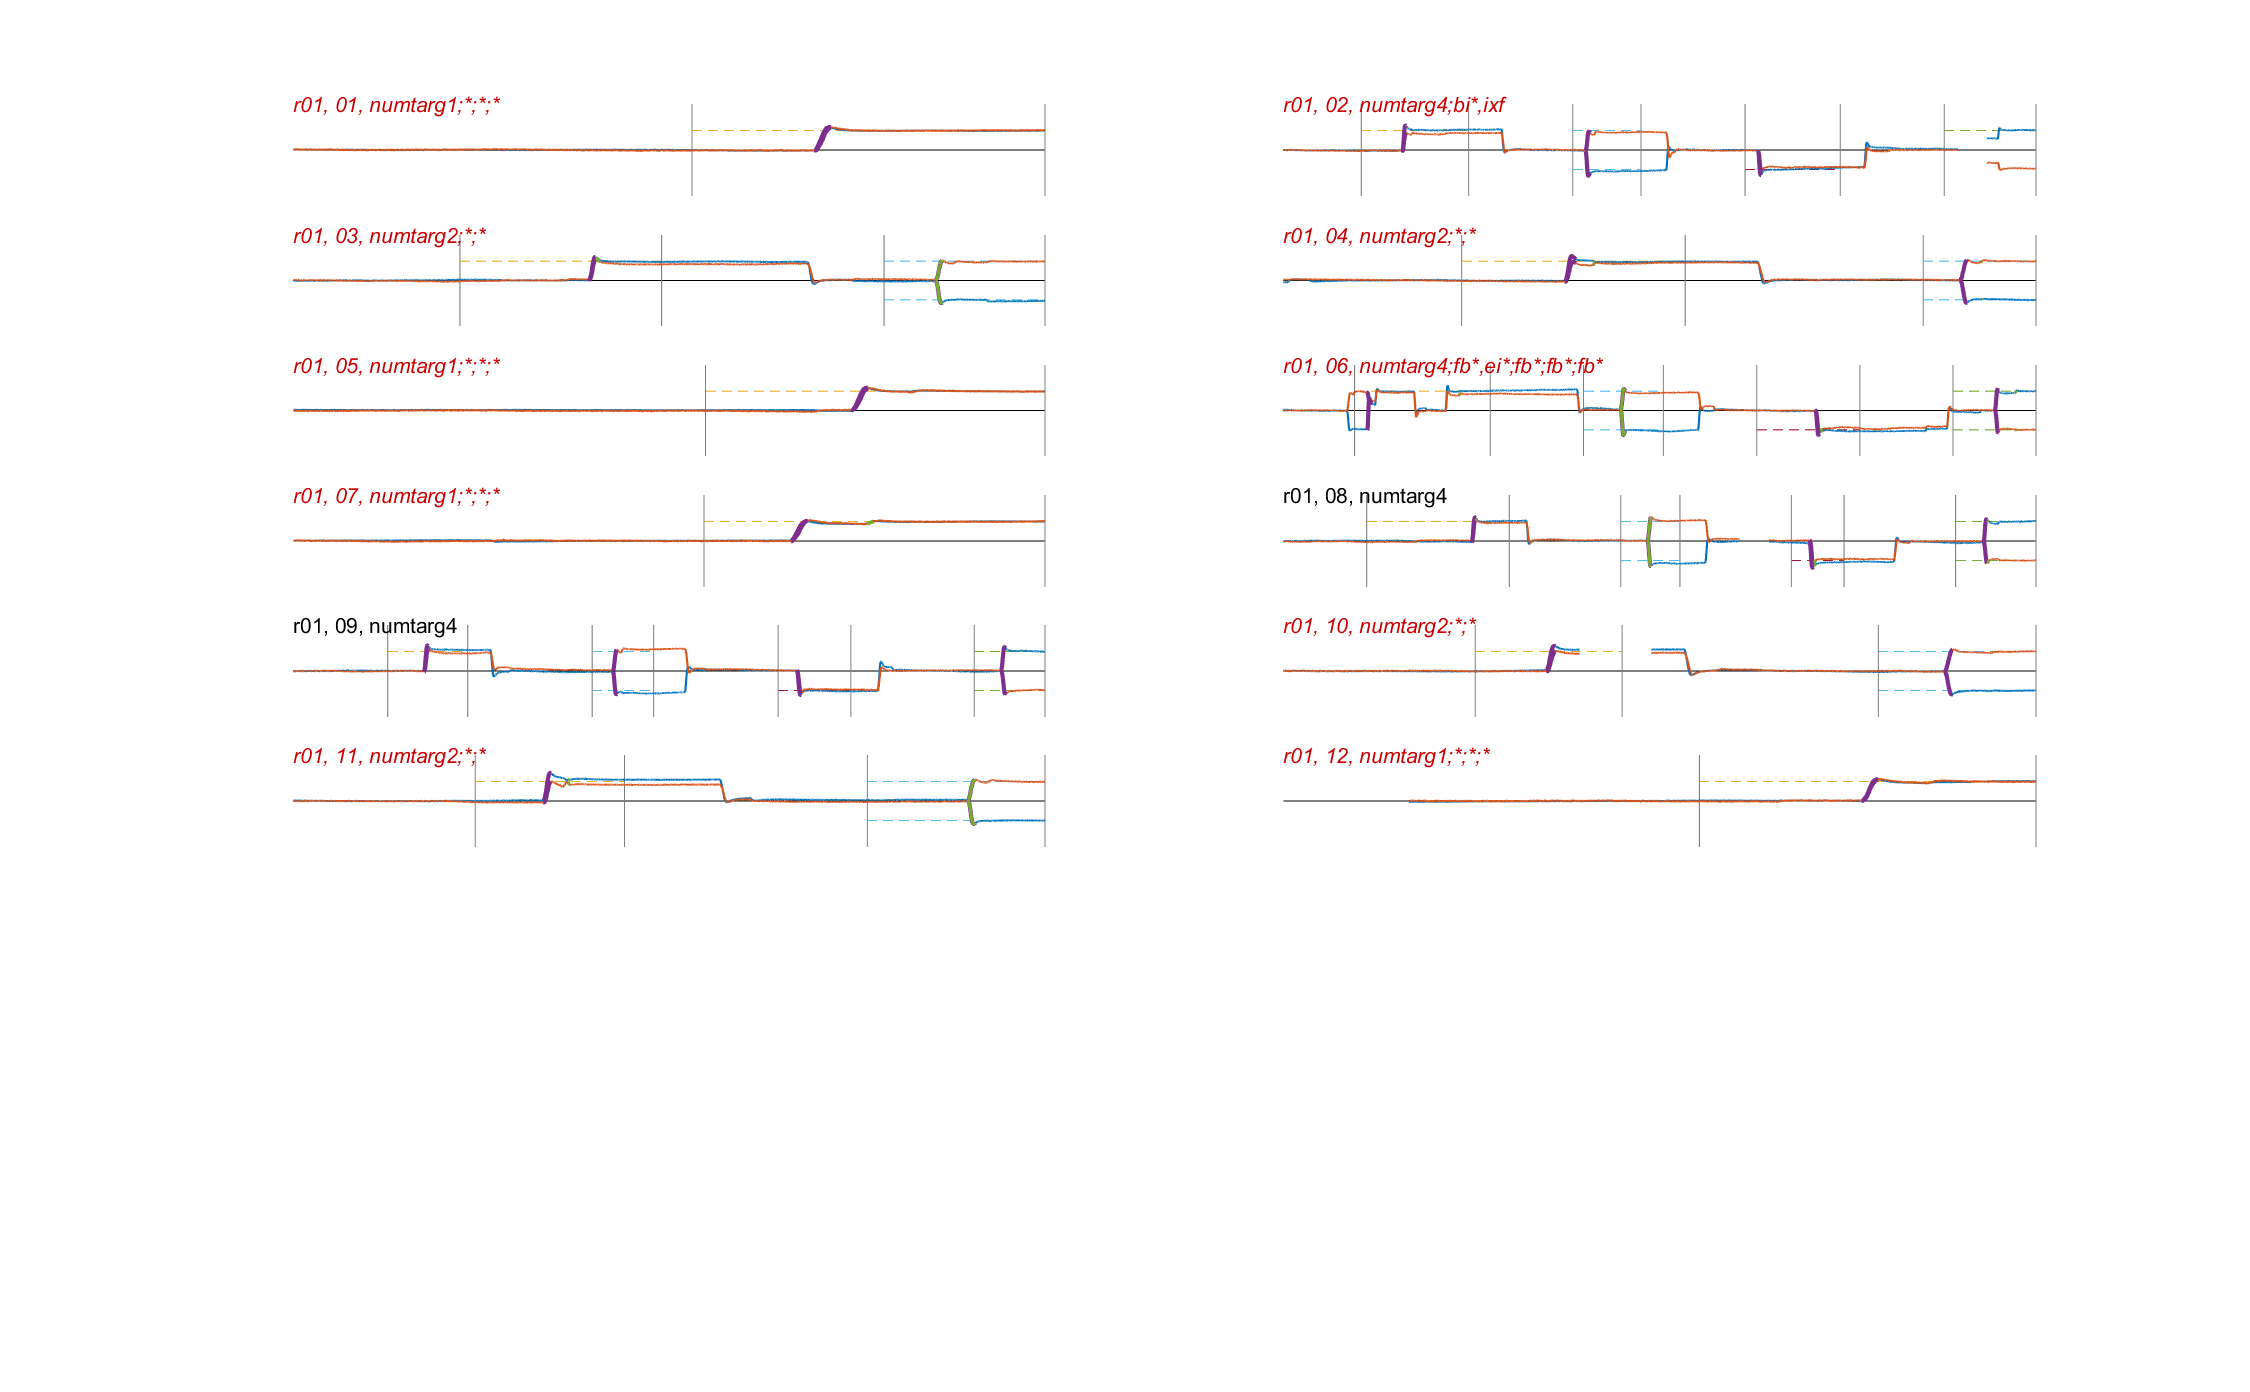 r01, 01, numtarg1;*;*;*
r01, 02, numtarg4;bi*,ixf
r01, 03, numtarg2;*;*
r01, 04, numtarg2;*;*
r01, 05, numtarg1;*;*;*
r01, 06, numtarg4;fb*,ei*;fb*;fb*;fb*
r01, 07, numtarg1;*;*;*
r01, 08, numtarg4
r01, 09, numtarg4
r01, 10, numtarg2;*;*
r01, 11, numtarg2;*;*
r01, 12, numtarg1;*;*;*